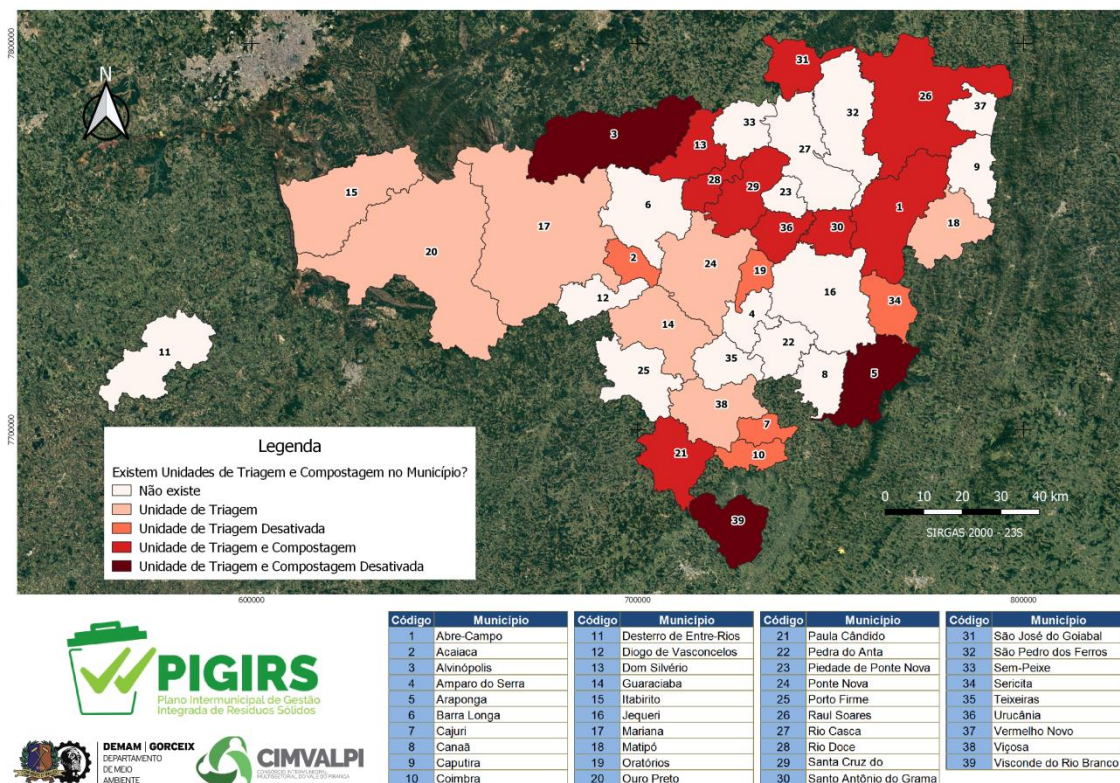 7800000
N
31
26
32
37
33
3
13
27
9
28
29
23
15
1
6
18
17
36
30
20
24
2
19
16
12
34
4
14
22
11
35
25
8
5
38
7
21
10
39
Legenda
Existem Unidades de Triagem e Compostagem no Município?
Não existe
Unidade de Triagem
Unidade de Triagem Desativada
Unidade de Triagem e Compostagem
Unidade de Triagem e Compostagem Desativada
7700000
0 10 20 30 40 km
SIRGAS 2000 - 23S
600000 700000 800000
PIGIRS
Plano Intermunicipal de Gestão
Integrada de Resíduos Sólidos
DEMAM | GORCEIX
DEPARTAMENTO
DE MEIO
AMBIENTE
CIMVALPI
CONSÓRCIO INTERMUNICIPAL
MULTISSETORIAL DO VALE DO PIRANGA
Código Município Código Município Código Município Código Município
1 Abre-Campo 11 Desterro de Entre-Rios 21 Paula Cândido 31 São José do Goiabal
2 Acaiaca 12 Diogo de Vasconcelos 22 Pedra do Anta 32 São Pedro dos Ferros
3 Alvinópolis 13 Dom Silvério 23 Piedade de Ponte Nova 33 Sem-Peixe
4 Amparo do Serra 14 Guaraciaba 24 Ponte Nova 34 Sericita
5 Araponga 15 Itabirito 25 Porto Firme 35 Teixeiras
6 Barra Longa 16 Jequeri 26 Raul Soares 36 Urucânia
7 Cajuri 17 Mariana 27 Rio Casca 37 Vermelho Novo
8 Canaã 18 Matipó 28 Rio Doce 38 Viçosa
9 Caputira 19 Oratórios 29 Santa Cruz do 39 Visconde do Rio Branco
10 Coimbra 20 Ouro Preto 30 Santo Antônio do Grama